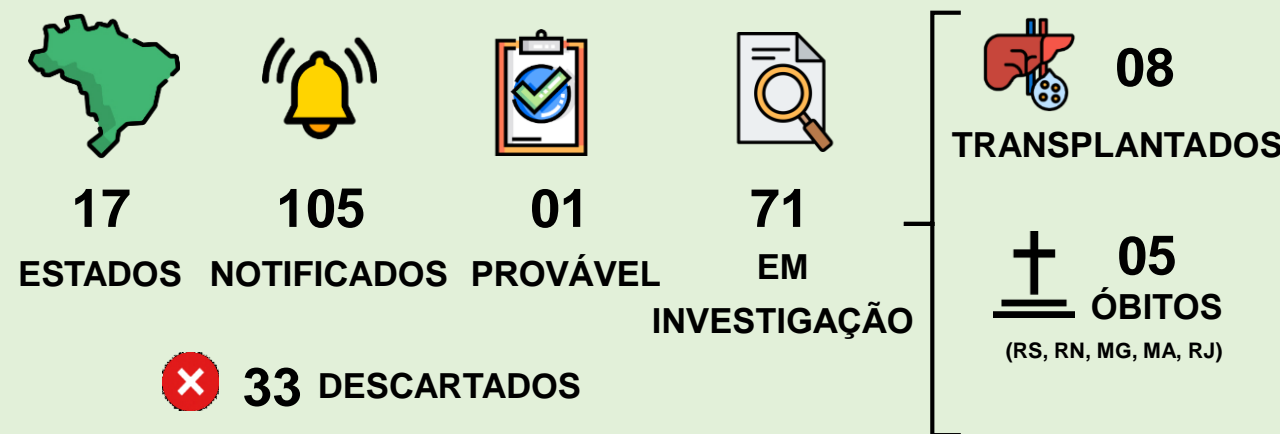 17
ESTADOS
105
NOTIFICADOS
01
PROVÁVEL
71
EM
INVESTIGAÇÃO
08
TRANSPLANTADOS
05
ÓBITOS
(RS, RN, MG, MA, RJ)
33 DESCARTADOS